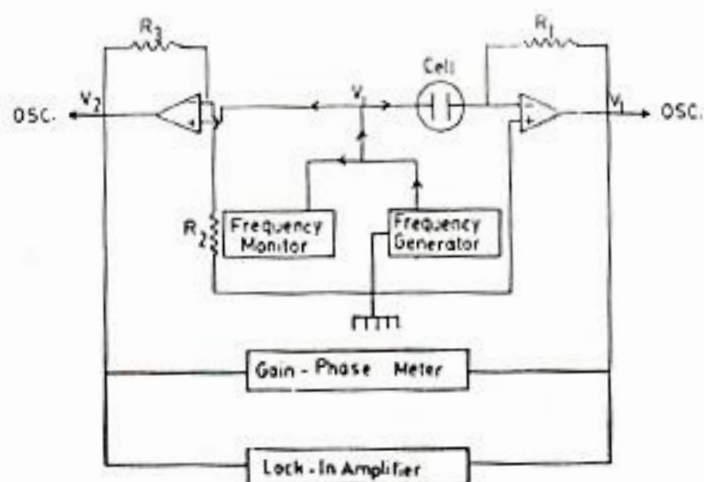 R3
R1
Cell
V2
V
V1
OSC.
OSC.
-
+
+
R2
Frequency
Monitor
Frequency
Generator
Gain - Phase Meter
Lock - In Amplifier